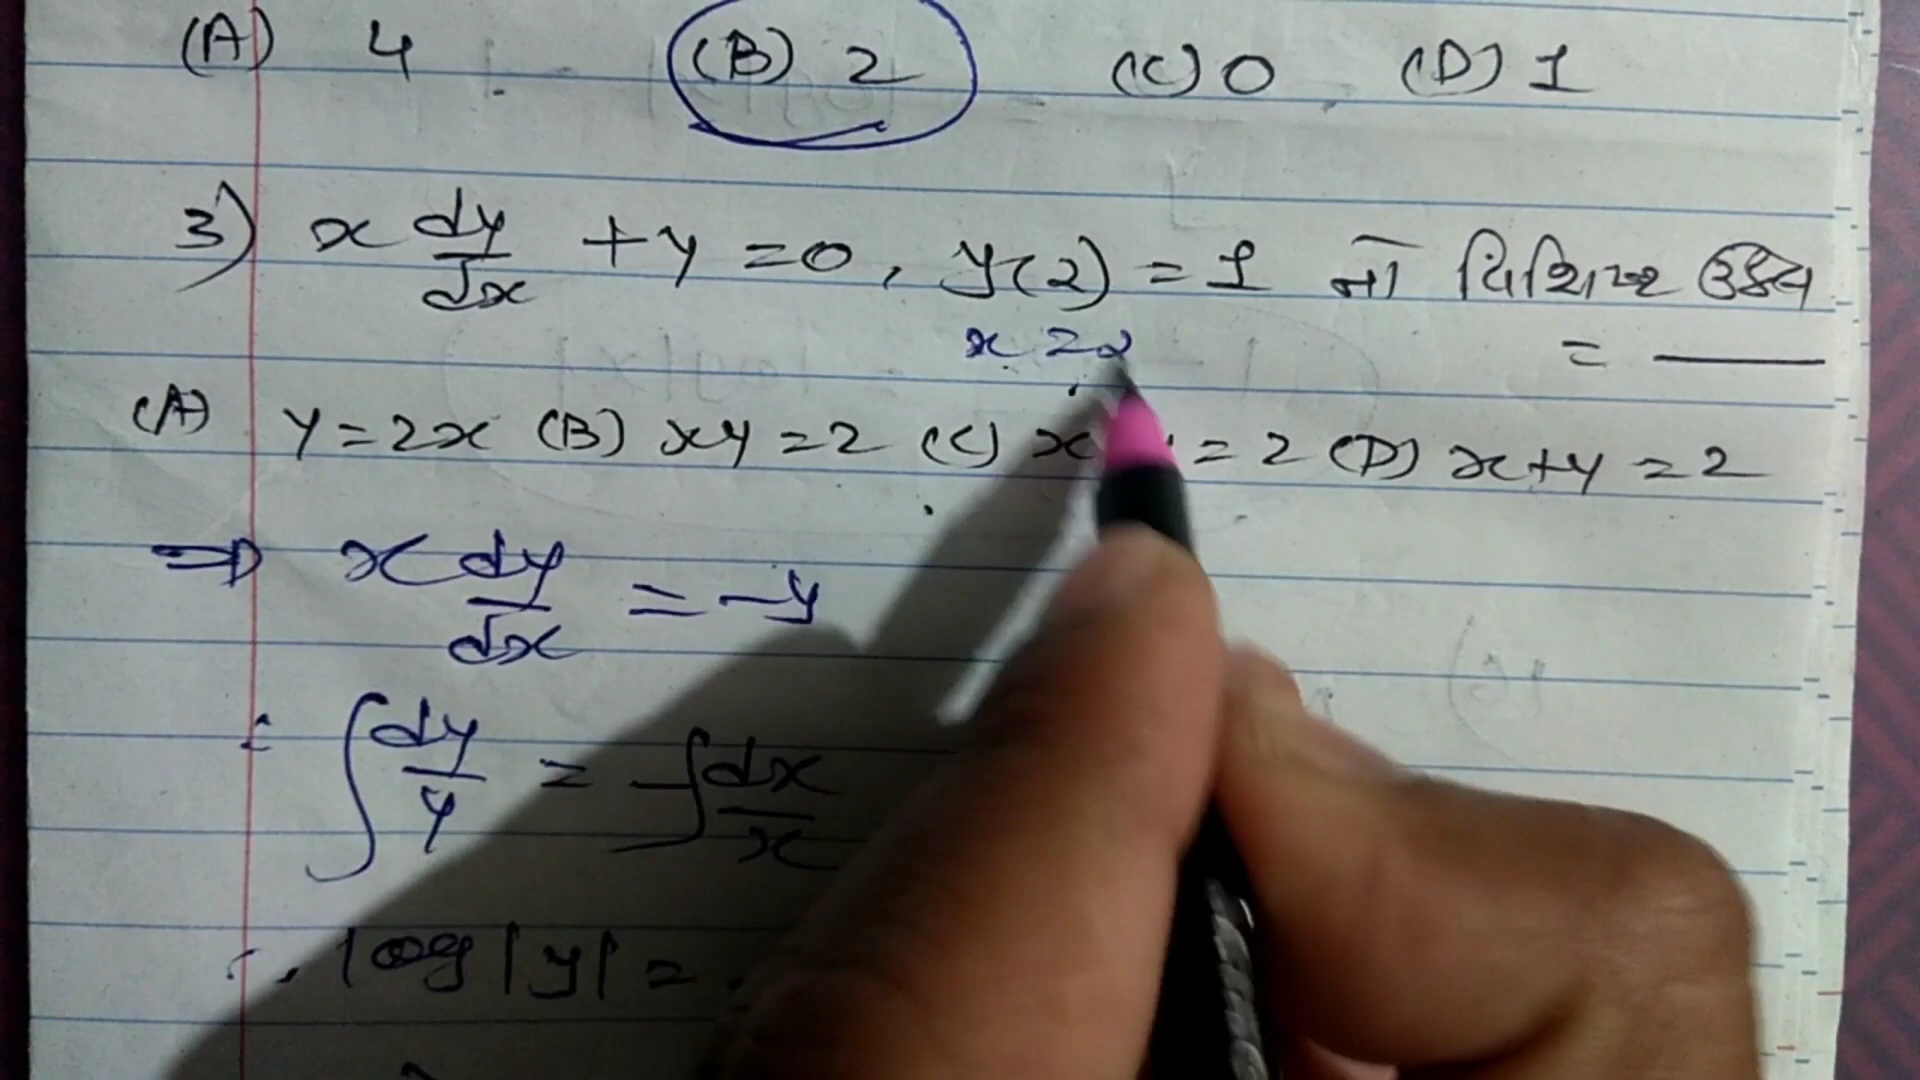 (A) 4 (B) 2 (C) 0 (D) 1
3) x dy/dx + y = 0, y(2) = 1 નો વિશિષ્ટ ઉકેલ
x = 2
= ____
(A) y = 2x (B) xy = 2 (C) x = 2 (D) x + y = 2
⇒ x dy/dx = -y
∴ ∫ dy/y = -∫ dx/x
∴ log |y| =